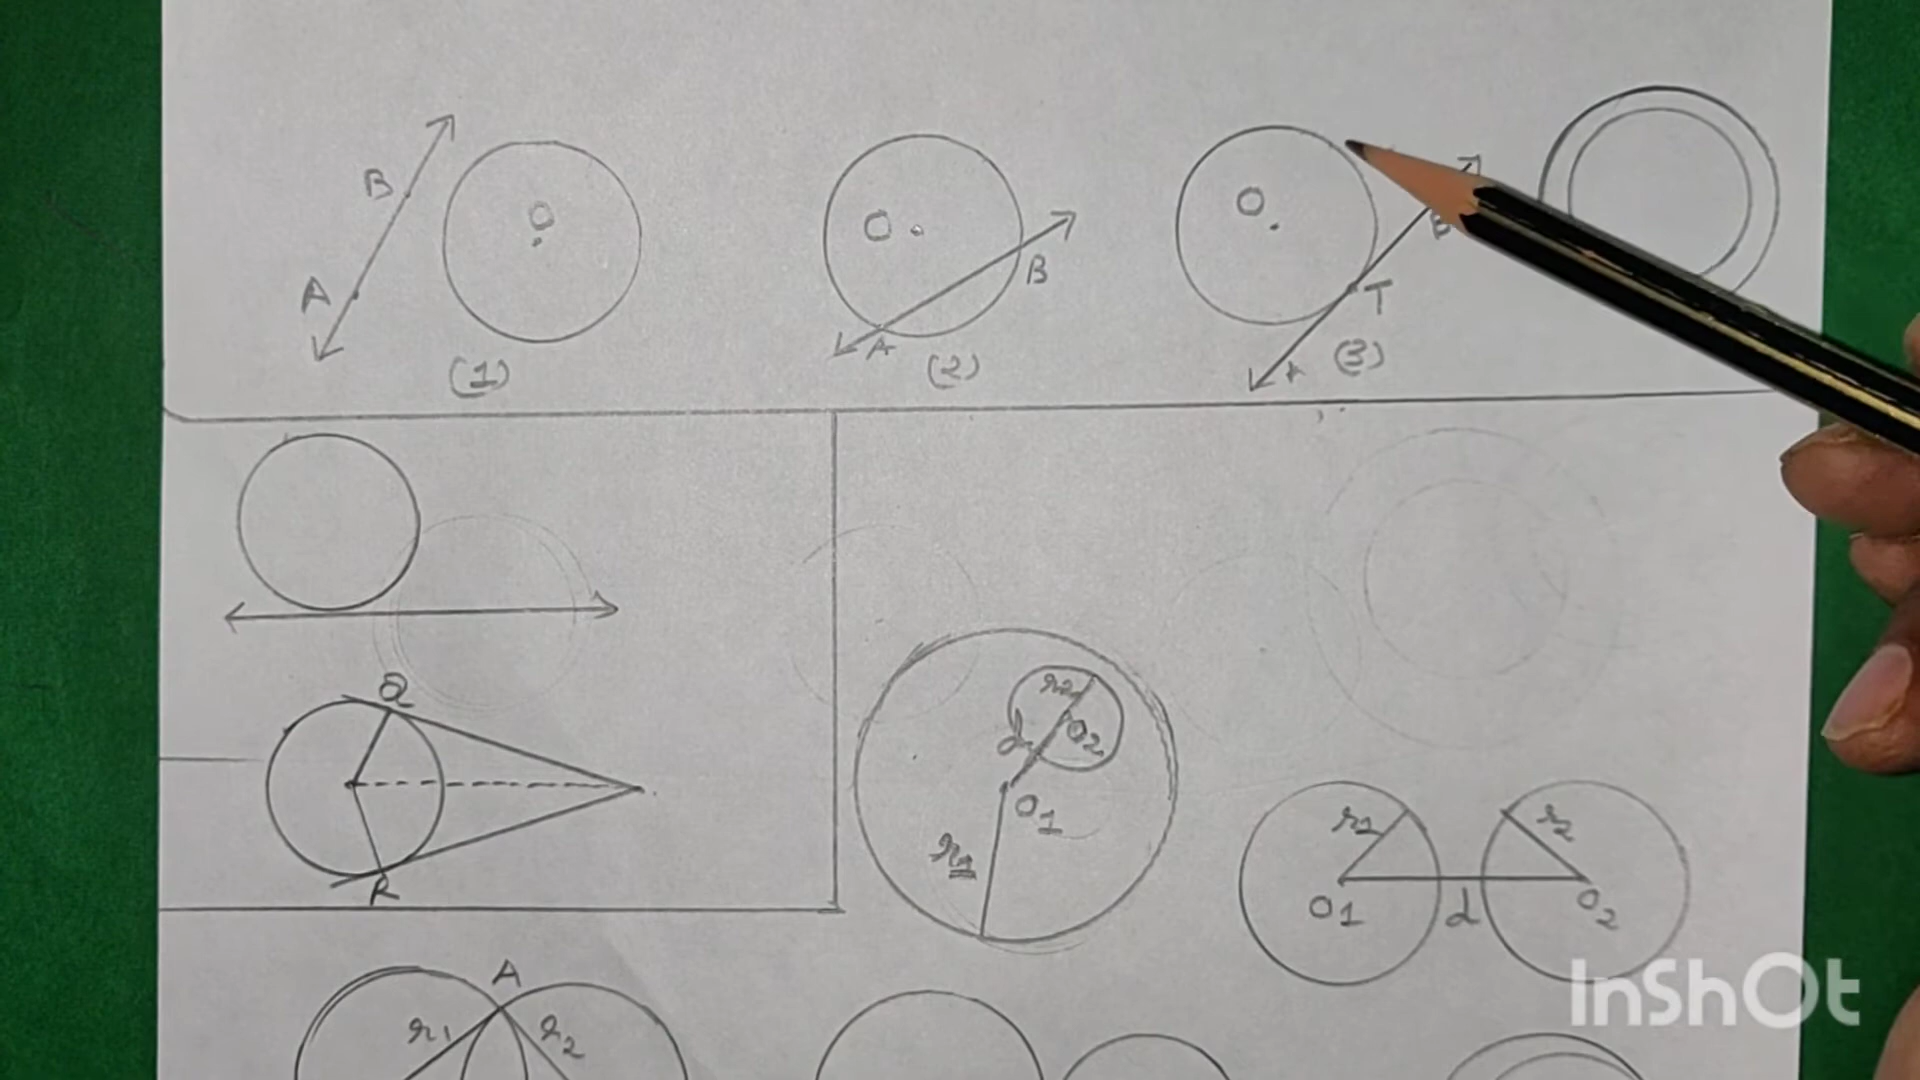 B
A
O
(1)
O
B
A
(2)
O
B
T
A
(3)
Q
R
r2
d
O2
O1
r1
r1
O1
d
r2
O2
A
r1
r2
InShOt